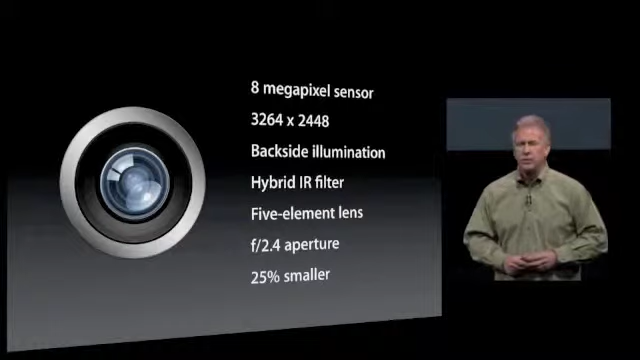 8 megapixel sensor
3264 x 2448
Backside illumination
Hybrid IR filter
Five-element lens
f/2.4 aperture
25% smaller